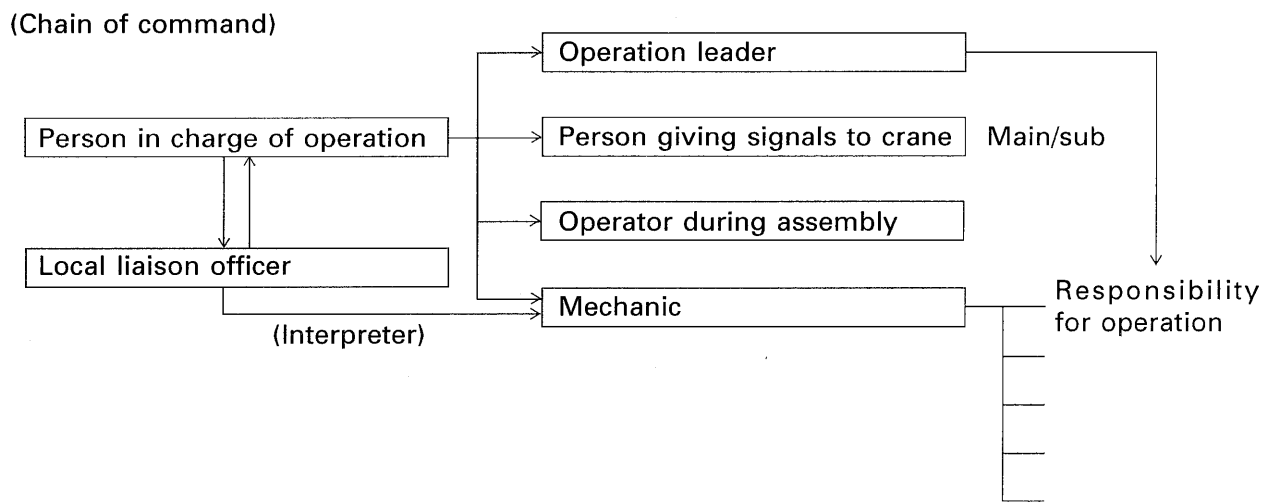 (Chain of command)
Operation leader
Person in charge of operation
Person giving signals to crane
Main/sub
Operator during assembly
Local liaison officer
Mechanic
Responsibility
for operation
(Interpreter)